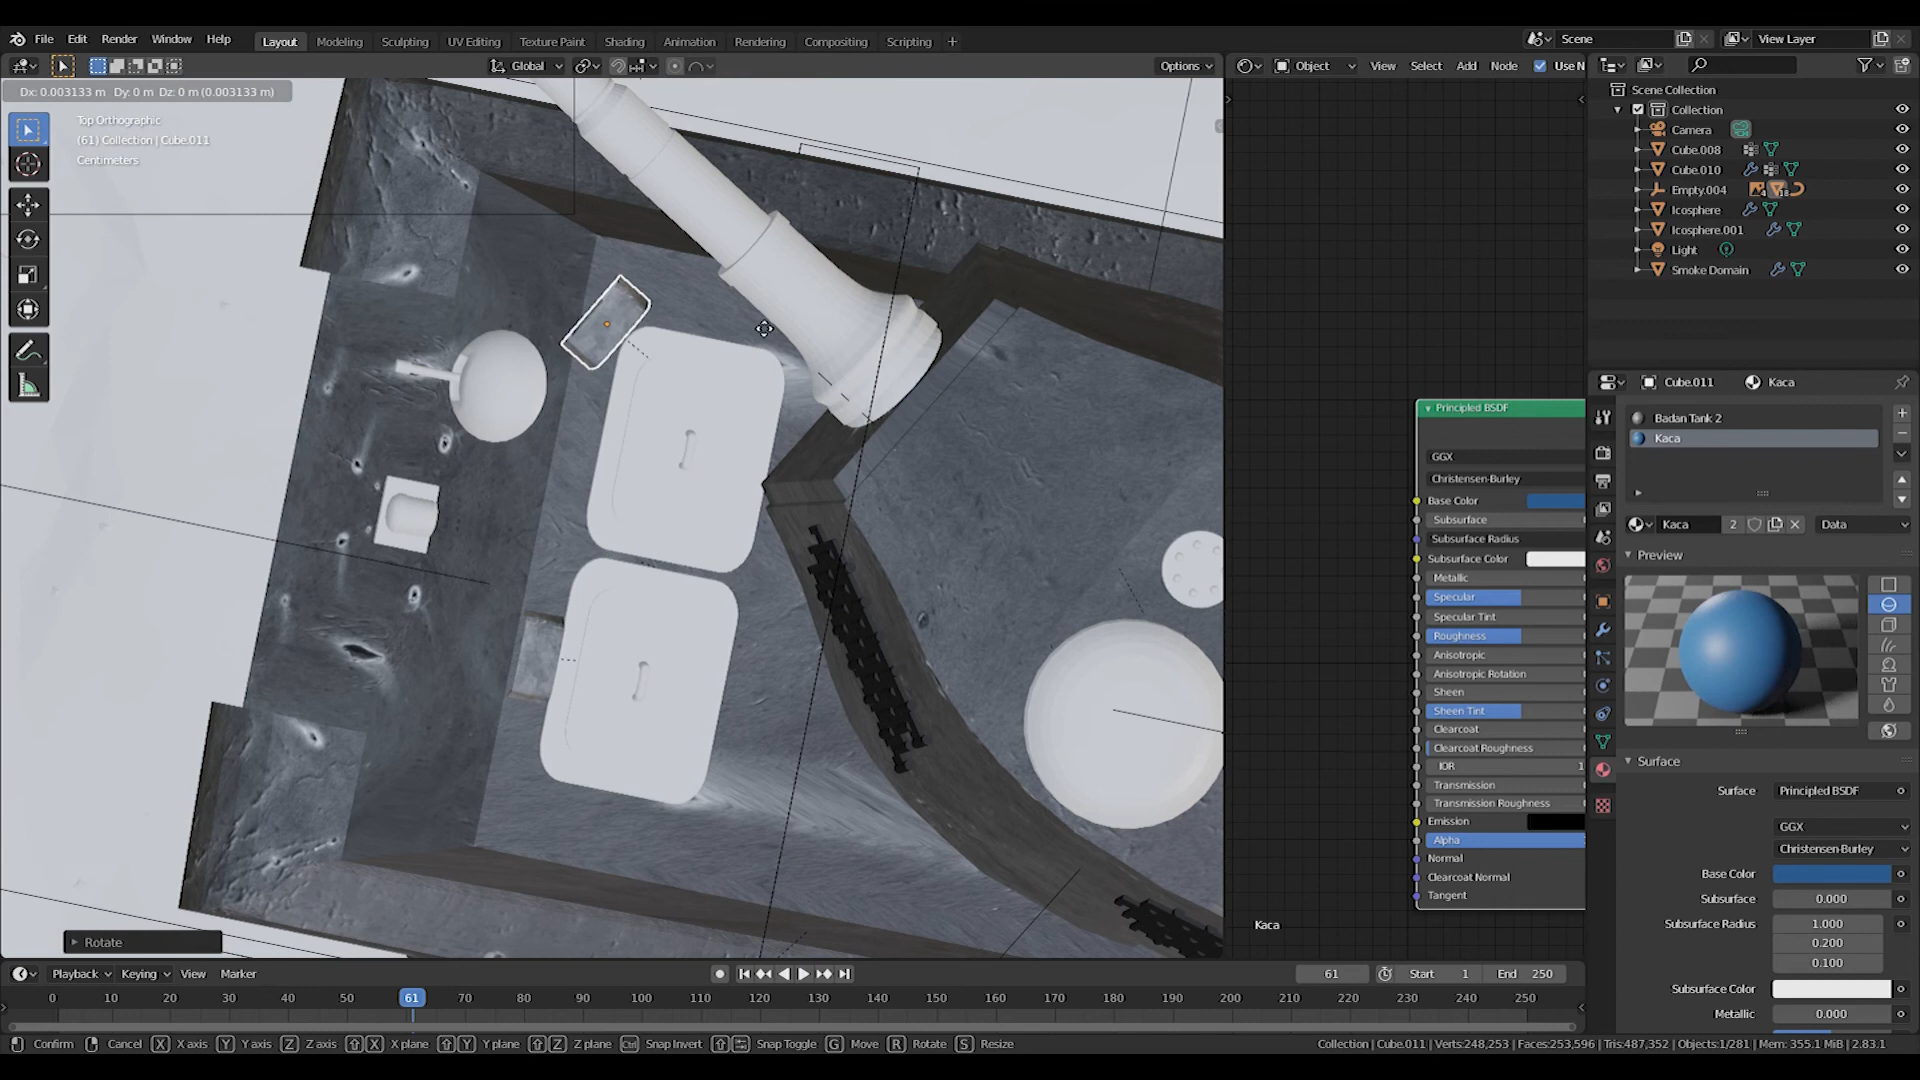 File Edit Render Window Help Layout Modeling Sculpting UV Editing Texture Paint Shading Animation Rendering Compositing Scripting + Scene View Layer
Global Options Object View Select Add Node Use N
Dx: 0.003133 m Dy: 0 m Dz: 0 m (0.003133 m)
Top Orthographic
(61) Collection | Cube.011
Centimeters
Scene Collection
Collection
Camera
Cube.008
Cube.010
Empty.004
Icosphere
Icosphere.001
Light
Smoke Domain
Cube.011 Kaca
Badan Tank 2
Kaca
Kaca 2 Data
Preview
Surface
Surface Principled BSDF
GGX
Christensen-Burley
Base Color
Subsurface 0.000
Subsurface Radius 1.000
0.200
0.100
Subsurface Color
Metallic 0.000
Principled BSDF
GGX
Christensen-Burley
Base Color
Subsurface
Subsurface Radius
Subsurface Color
Metallic
Specular
Specular Tint
Roughness
Anisotropic
Anisotropic Rotation
Sheen
Sheen Tint
Clearcoat
Clearcoat Roughness
IOR 1
Transmission
Transmission Roughness
Emission
Alpha
Normal
Clearcoat Normal
Tangent
Kaca
Rotate
Playback Keying View Marker 61 Start 1 End 250
0 10 20 30 40 50 61 70 80 90 100 110 120 130 140 150 160 170 180 190 200 210 220 230 240 250
Confirm Cancel X X axis Y Y axis Z Z axis X X plane Y Y plane Z Z plane Ctrl Snap Invert Snap Toggle G Move R Rotate S Resize Collection | Cube.011 | Verts:248,253 | Faces:253,596 | Tris:487,352 | Objects:1/281 | Mem: 355.1 MiB | 2.83.1